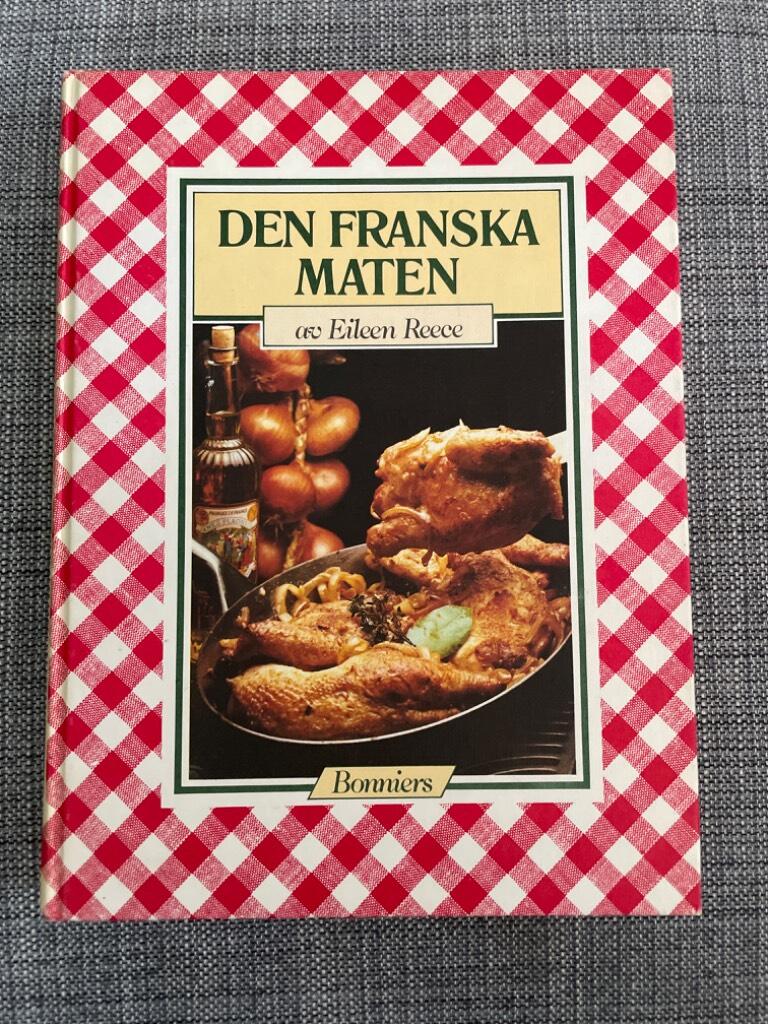 DEN FRANSKA
MATEN
av Eileen Reece
Bonniers